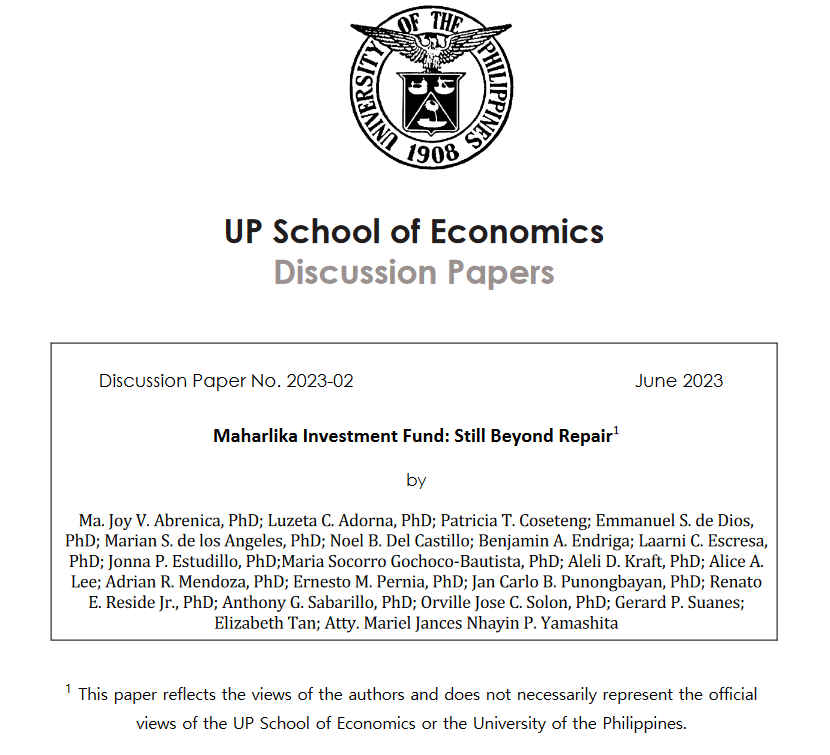 UNIVERSITY OF THE PHILIPPINES
1908
UP School of Economics
Discussion Papers
Discussion Paper No. 2023-02 June 2023
Maharlika Investment Fund: Still Beyond Repair1
by
Ma. Joy V. Abrenica, PhD; Luzeta C. Adorna, PhD; Patricia T. Coseteng; Emmanuel S. de Dios,
PhD; Marian S. de los Angeles, PhD; Noel B. Del Castillo; Benjamin A. Endriga; Laarni C. Escresa,
PhD; Jonna P. Estudillo, PhD;Maria Socorro Gochoco-Bautista, PhD; Aleli D. Kraft, PhD; Alice A.
Lee; Adrian R. Mendoza, PhD; Ernesto M. Pernia, PhD; Jan Carlo B. Punongbayan, PhD; Renato
E. Reside Jr., PhD; Anthony G. Sabarillo, PhD; Orville Jose C. Solon, PhD; Gerard P. Suanes;
Elizabeth Tan; Atty. Mariel Jances Nhayin P. Yamashita
1 This paper reflects the views of the authors and does not necessarily represent the official
views of the UP School of Economics or the University of the Philippines.